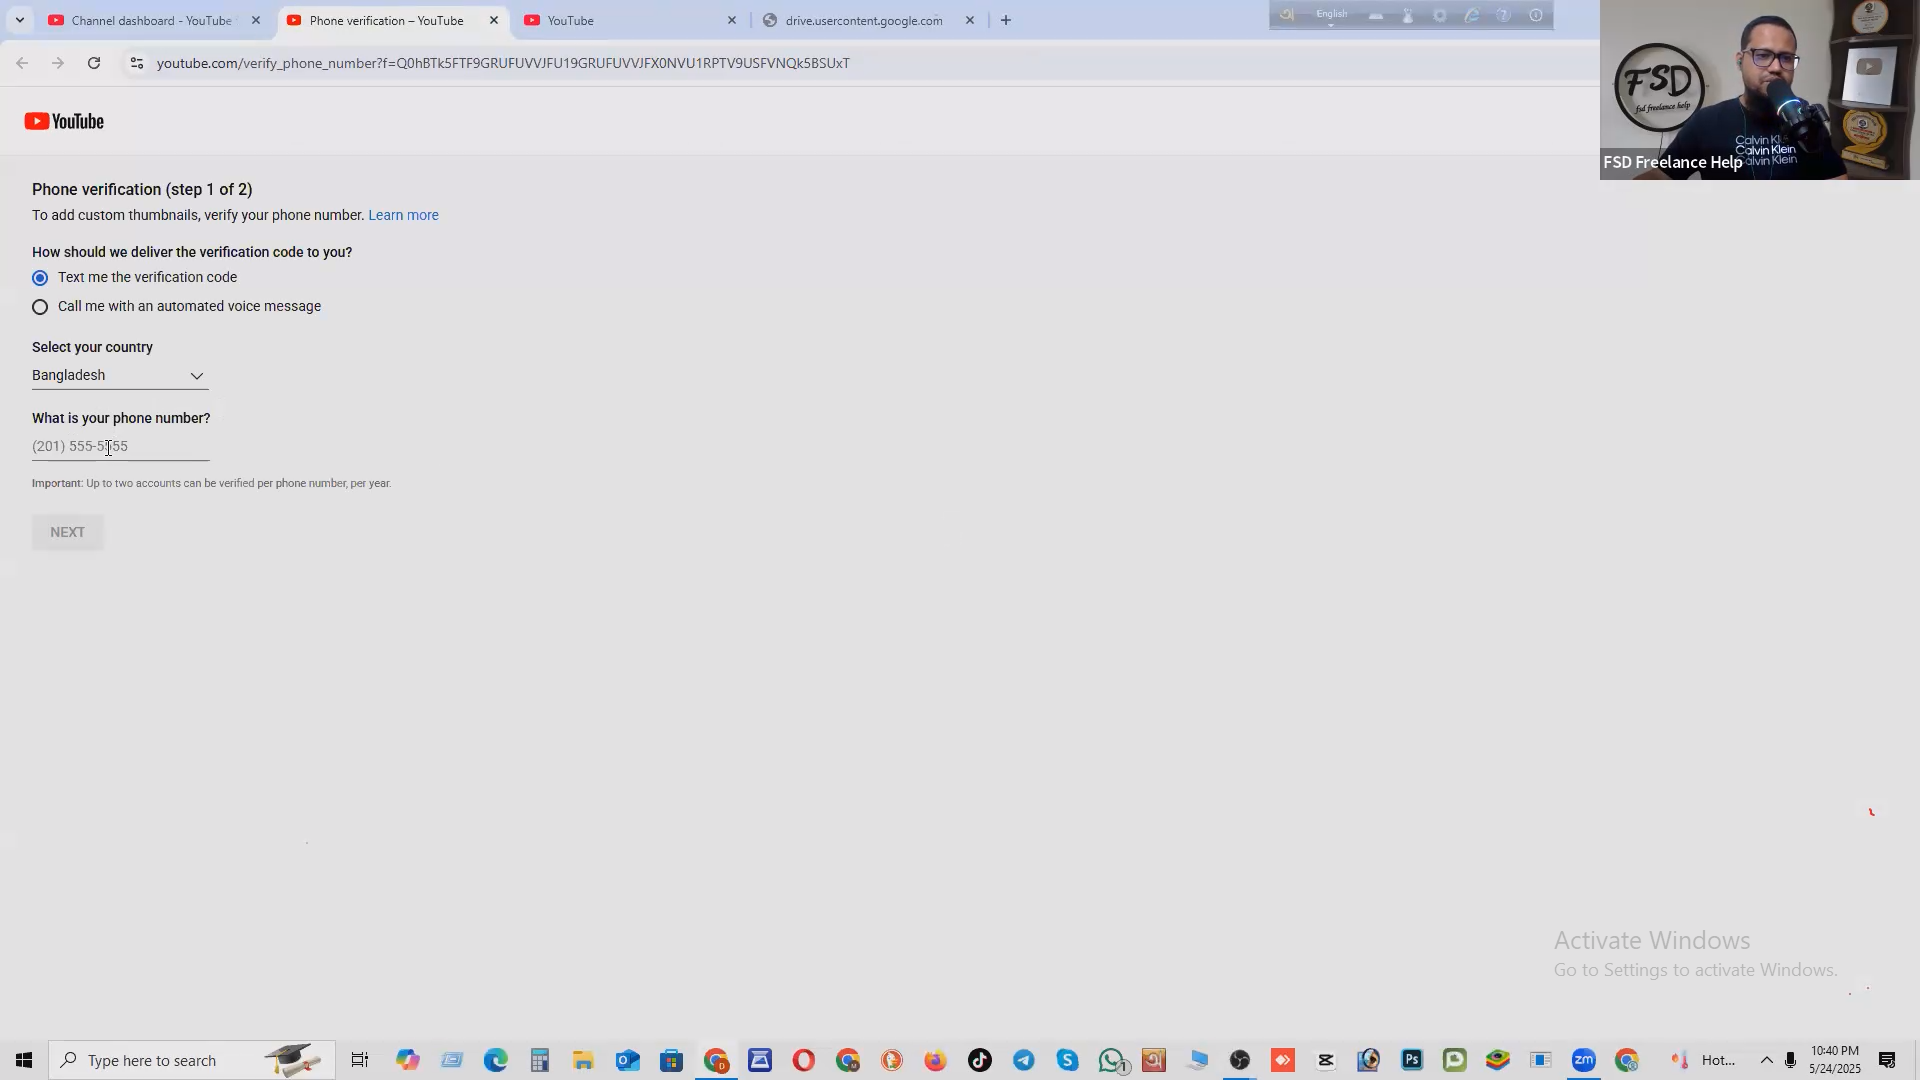 Channel dashboard - YouTube
Phone verification – YouTube
YouTube
drive.usercontent.google.com
English
youtube.com/verify_phone_number?f=Q0hBTk5FTF9GRUFUVVJFU19GRUFUVVJFX0NVU1RPTV9USFVNQk5BSUxT
YouTube
FSD
fsd freelance help
Calvin Klein
Calvin Klein
Calvin Klein
FSD Freelance Help
Phone verification (step 1 of 2)
To add custom thumbnails, verify your phone number. Learn more
How should we deliver the verification code to you?
Text me the verification code
Call me with an automated voice message
Select your country
Bangladesh
What is your phone number?
(201) 555-5555
Important: Up to two accounts can be verified per phone number, per year.
NEXT
Activate Windows
Go to Settings to activate Windows.
Type here to search
Ps
zm
Hot...
10:40 PM
5/24/2025